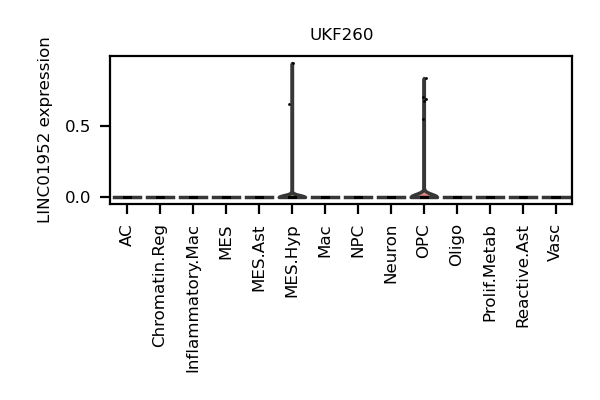 UKF260
LINC01952 expression
0.5
0.0
AC
Chromatin.Reg
Inflammatory.Mac
MES
MES.Ast
MES.Hyp
Mac
NPC
Neuron
OPC
Oligo
Prolif.Metab
Reactive.Ast
Vasc